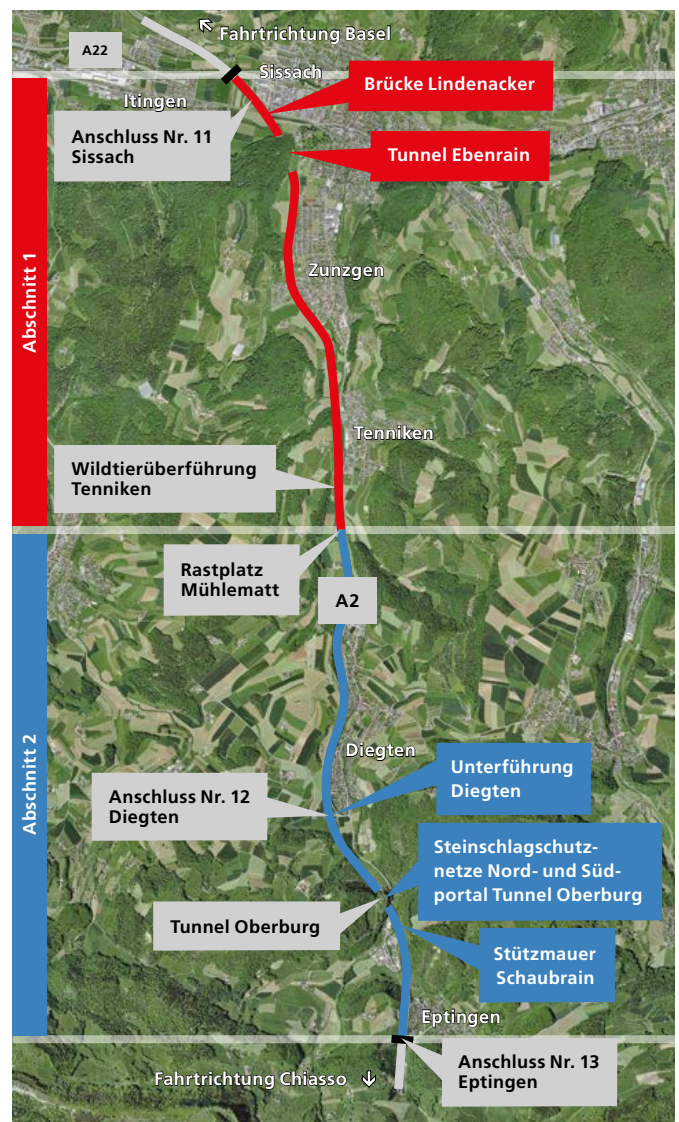 Fahrtrichtung Basel
A22
Sissach
Itingen
Brücke Lindenacker
Anschluss Nr. 11
Sissach
Tunnel Ebenrain
Abschnitt 1
Zunzgen
Tenniken
Wildtierüberführung
Tenniken
Rastplatz
Mühlematt
A2
Abschnitt 2
Diegten
Unterführung
Diegten
Anschluss Nr. 12
Diegten
Steinschlagschutz-
netze Nord- und Süd-
portal Tunnel Oberburg
Tunnel Oberburg
Stützmauer
Schaubrain
Eptingen
Anschluss Nr. 13
Eptingen
Fahrtrichtung Chiasso